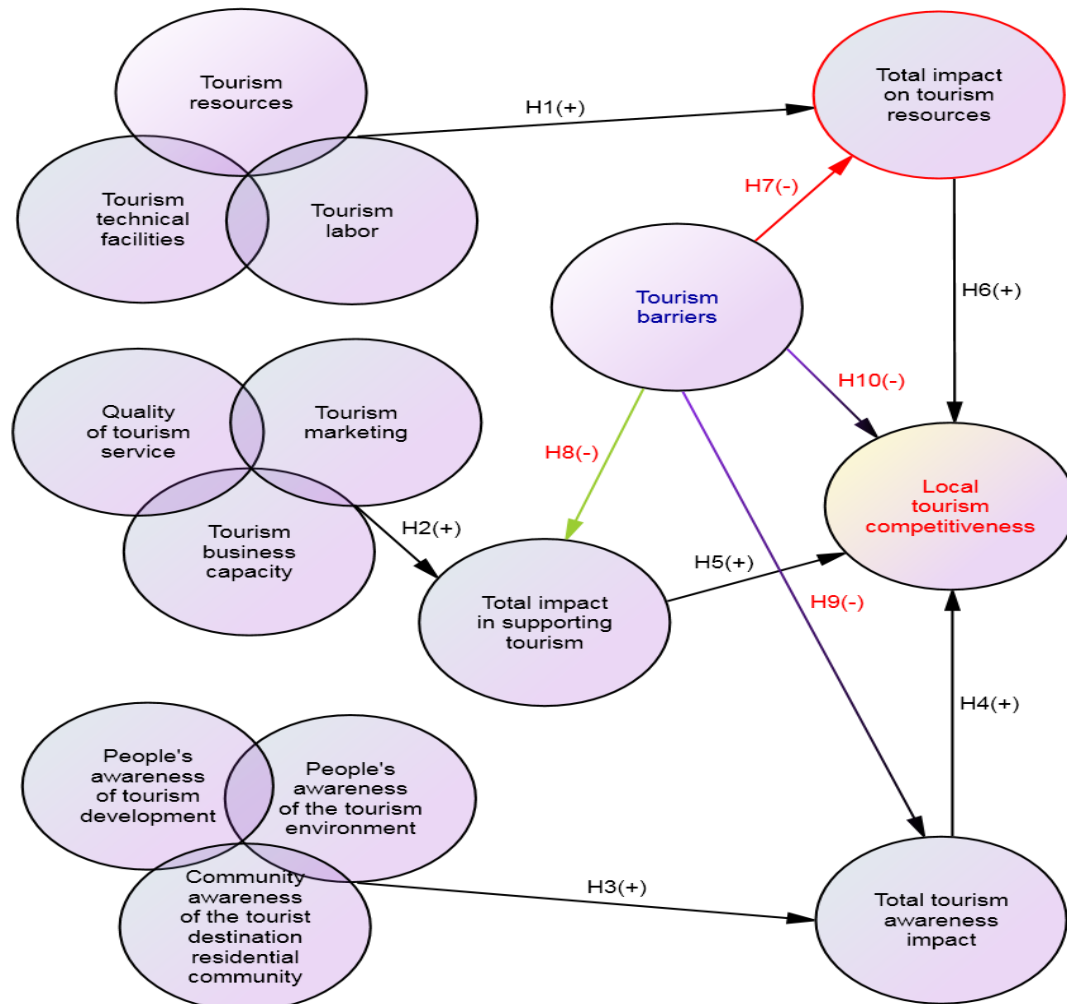 Tourism
resources
Tourism
technical
facilities
Tourism
labor
H1(+)
Total impact
on tourism
resources
H7(-)
Tourism
barriers
H6(+)
H10(-)
Quality
of tourism
service
Tourism
marketing
Tourism
business
capacity
H2(+)
H8(-)
Total impact
in supporting
tourism
H5(+)
Local
tourism
competitiveness
H9(-)
H4(+)
People's
awareness
of tourism
development
People's
awareness
of the tourism
environment
Community
awareness
of the tourist
destination
residential
community
H3(+)
Total tourism
awareness
impact